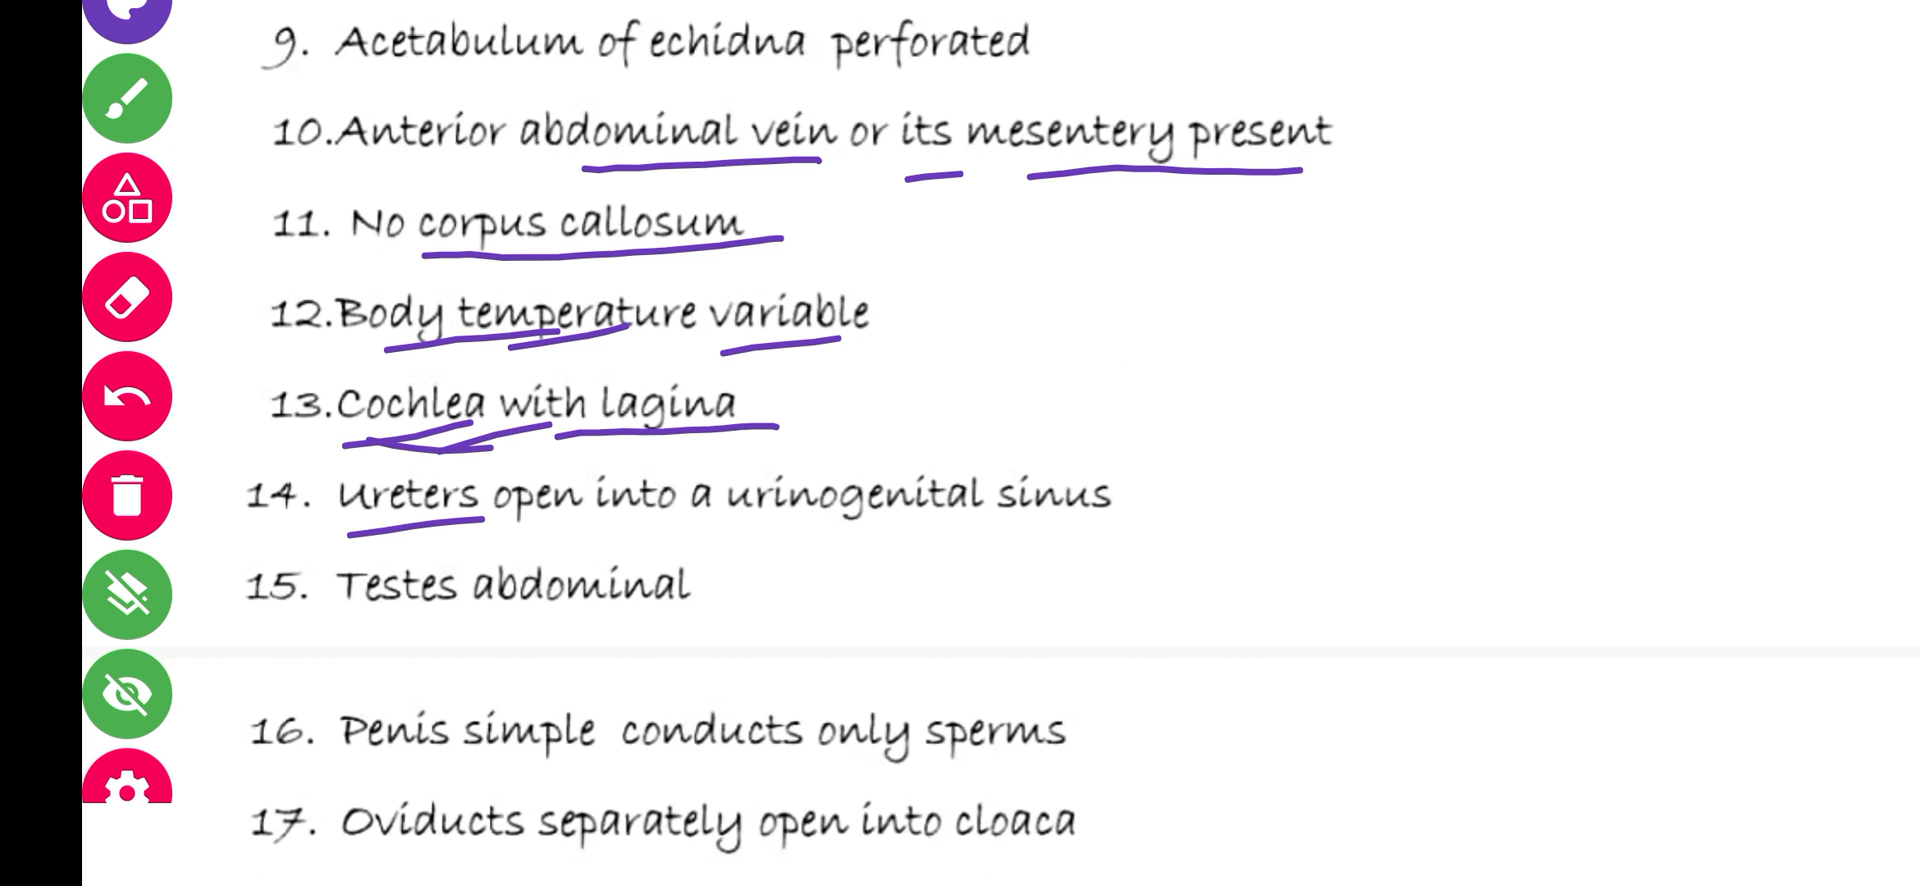 9. Acetabulum of echidna perforated
10.Anterior abdominal vein or its mesentery present
11. No corpus callosum
12.Body temperature variable
13.Cochlea with lagina
14. Ureters open into a urinogenital sinus
15. Testes abdominal
16. Penis simple conducts only sperms
17. Oviducts separately open into cloaca